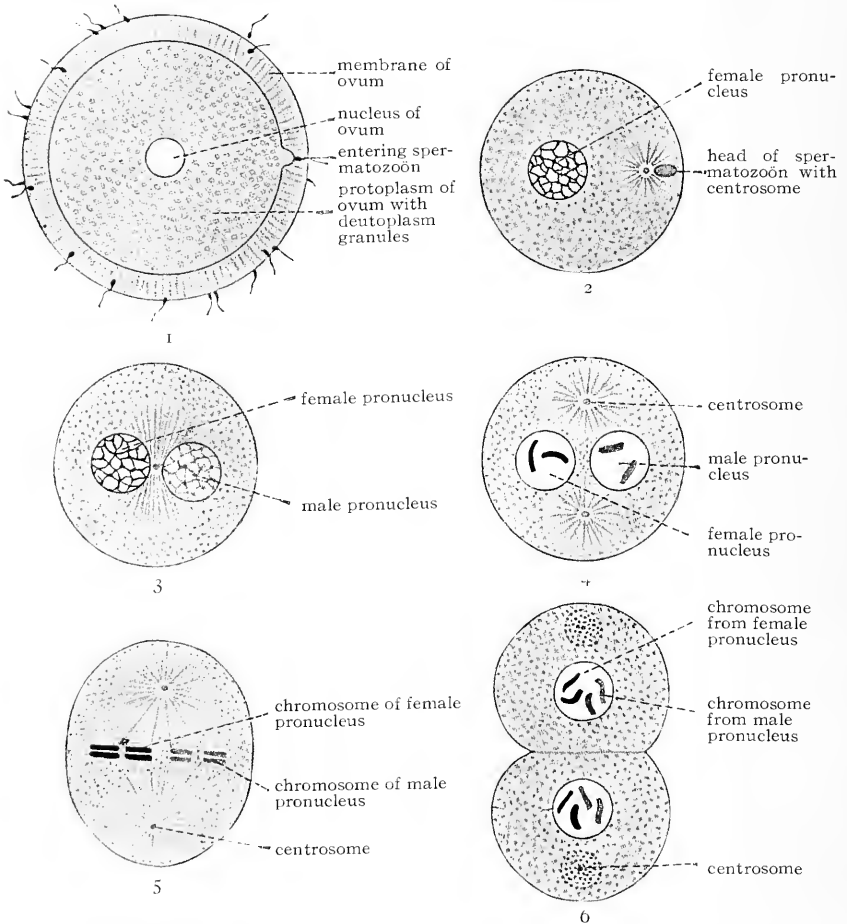 membrane of
ovum
nucleus of
ovum
entering sper-
matozoön
protoplasm of
ovum with
deutoplasm
granules
1
female pronu-
cleus
head of sper-
matozoön with
centrosome
2
female pronucleus
male pronucleus
3
centrosome
male pronu-
cleus
female pro-
nucleus
4
chromosome of female
pronucleus
chromosome of male
pronucleus
centrosome
5
chromosome
from female
pronucleus
chromosome
from male
pronucleus
centrosome
6